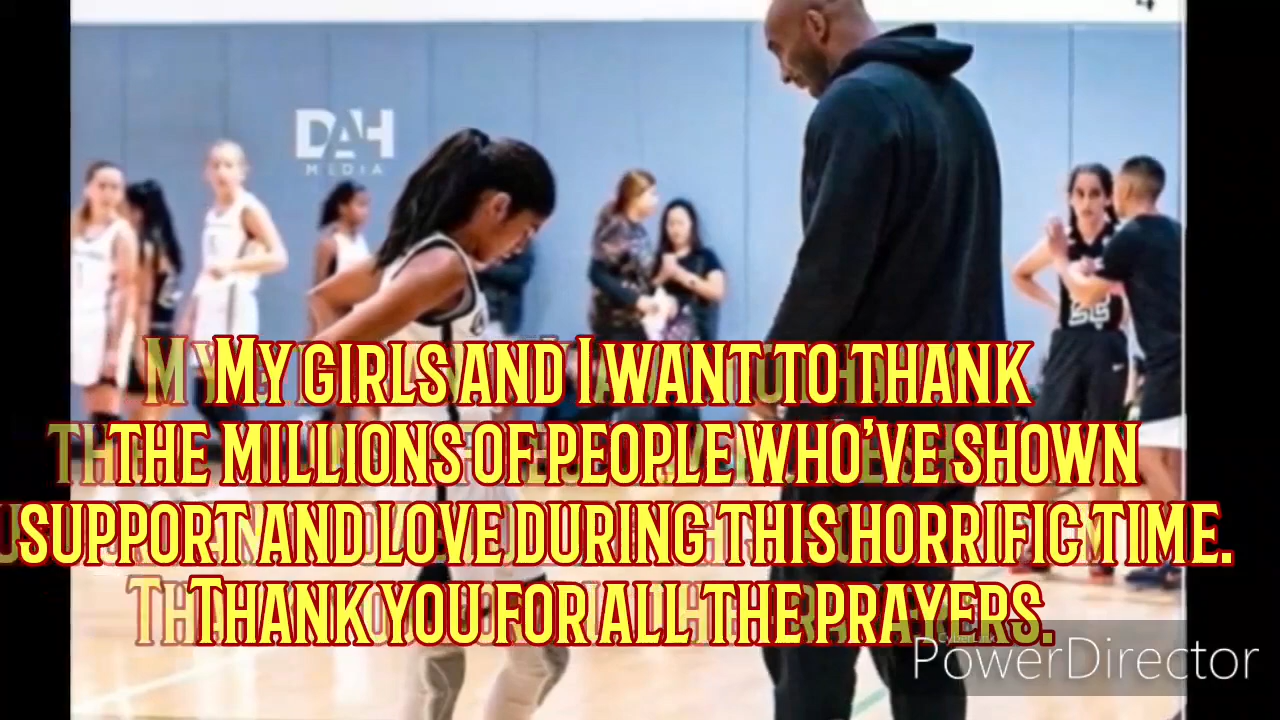 DAH
MEDIA
My girls and I want to thank
the millions of people who've shown
support and love during this horrific time.
Thank you for all the prayers.
CyberLink
PowerDirector